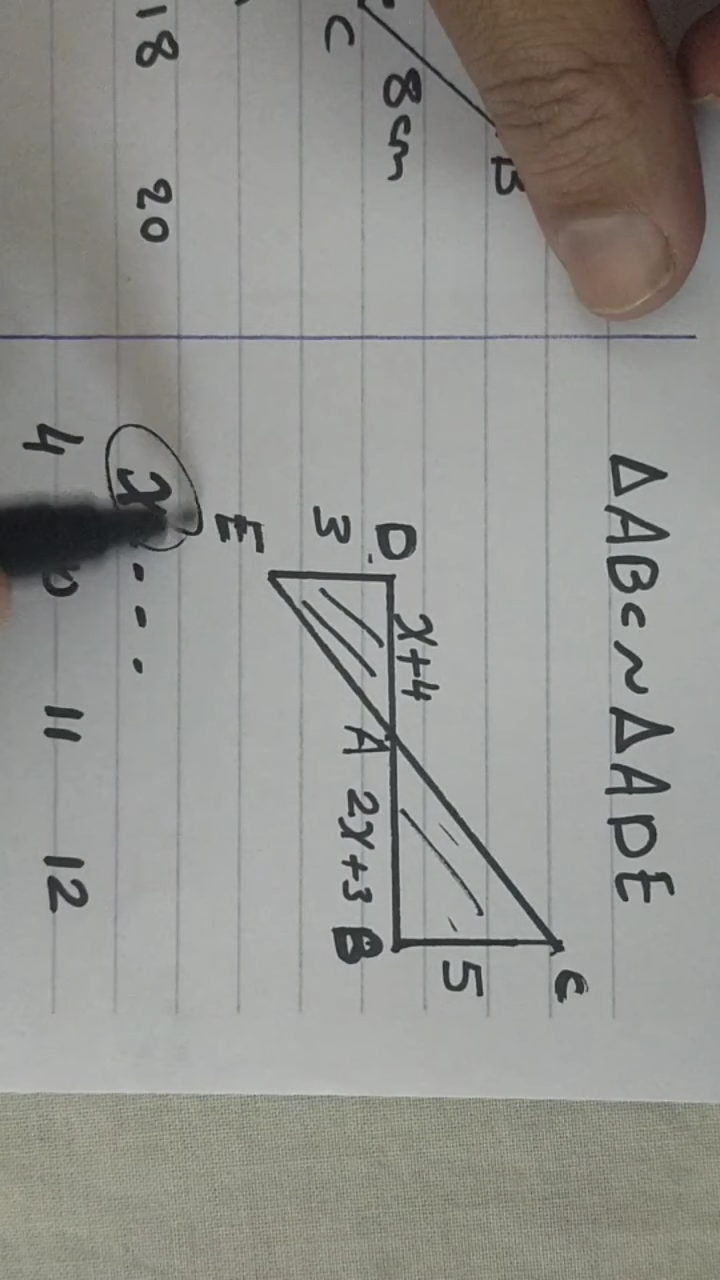 B
8cm
C
18 20
ΔABC ~ ΔADE
C
5
D x+4
3 A 2x+3 B
E
x ...
4 11 12